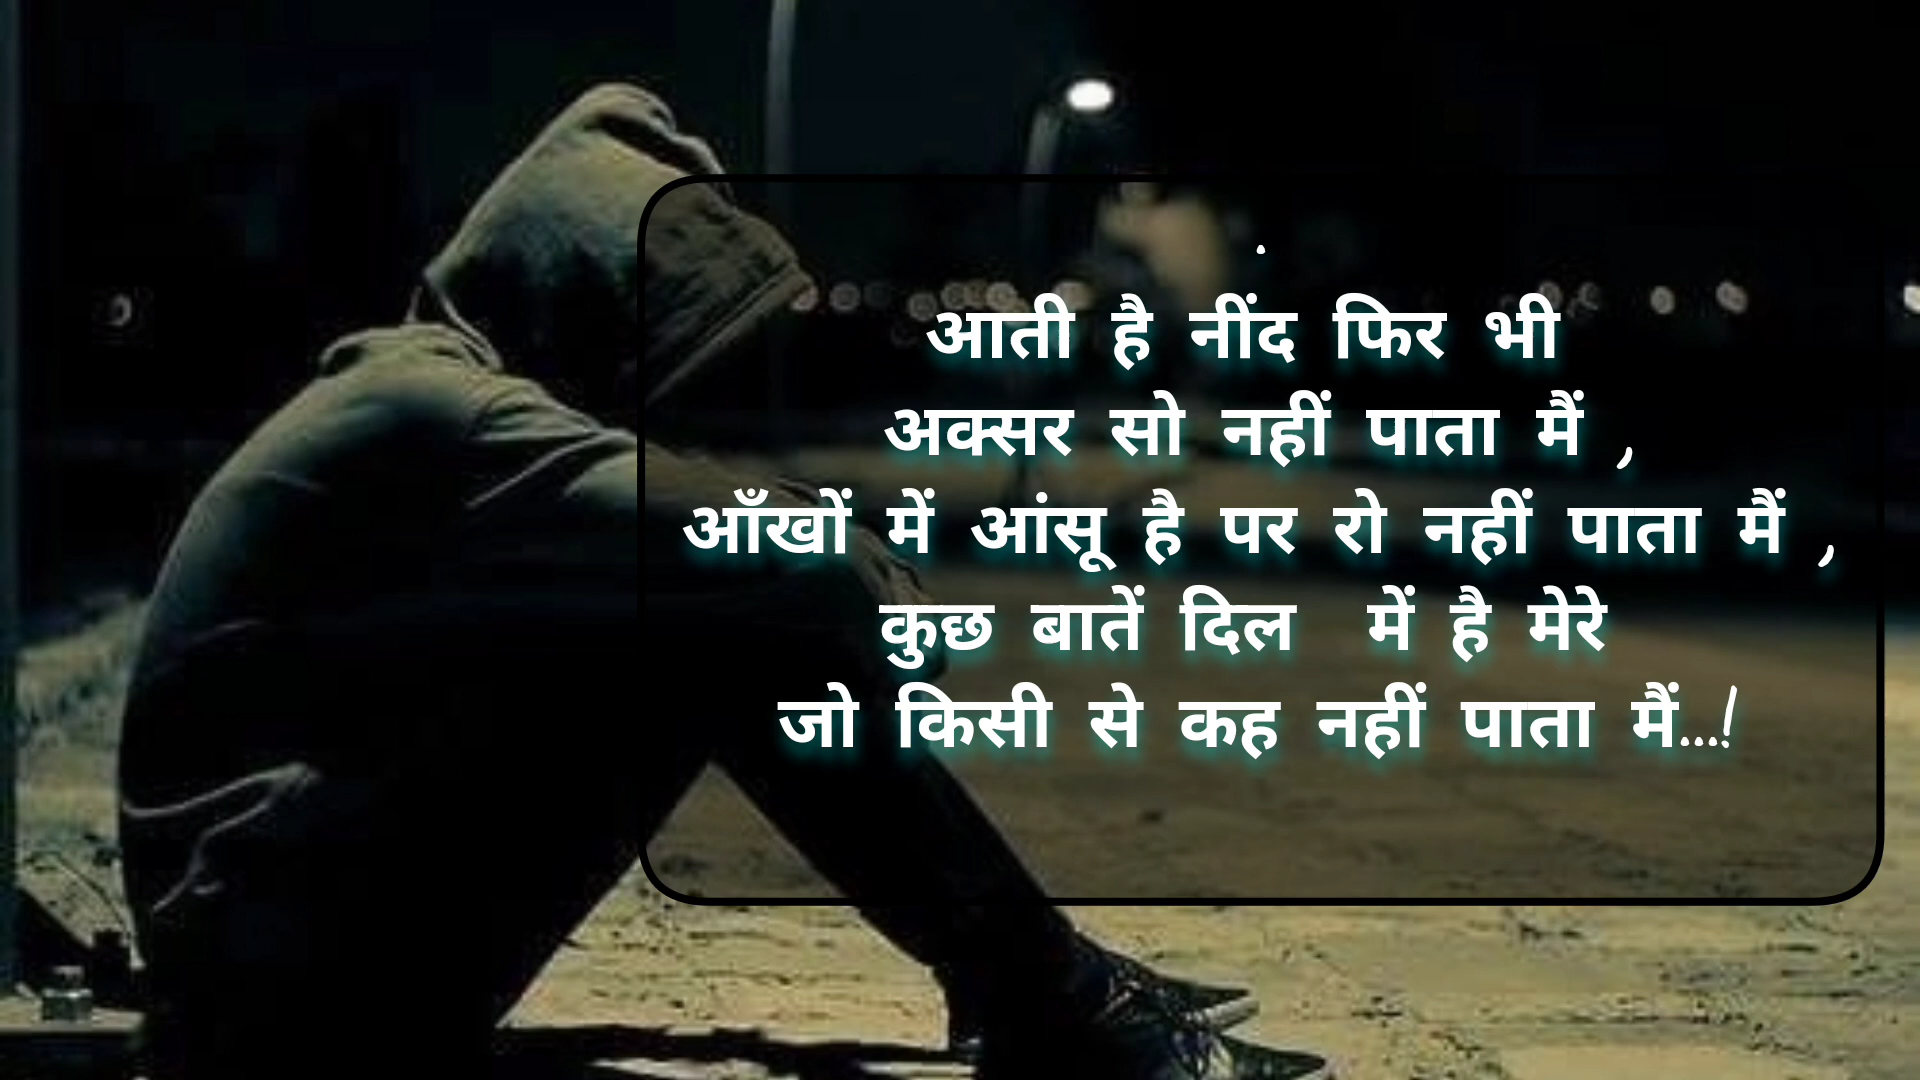 आती है नींद फिर भी
अक्सर सो नहीं पाता मैं ,
आँखों में आंसू है पर रो नहीं पाता मैं ,
कुछ बातें दिल में है मेरे
जो किसी से कह नहीं पाता मैं...!